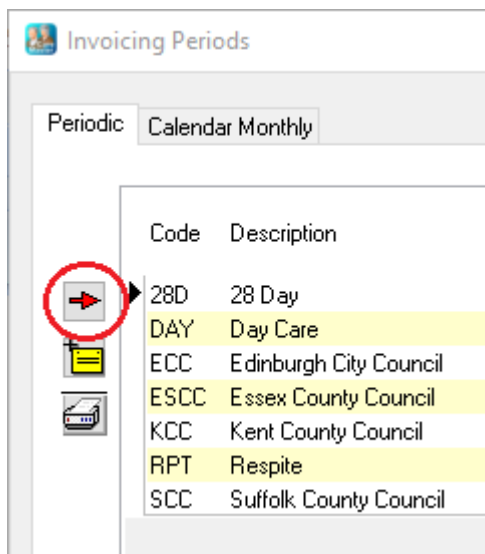 Invoicing Periods
Periodic Calendar Monthly
Code Description
28D 28 Day
DAY Day Care
ECC Edinburgh City Council
ESCC Essex County Council
KCC Kent County Council
RPT Respite
SCC Suffolk County Council